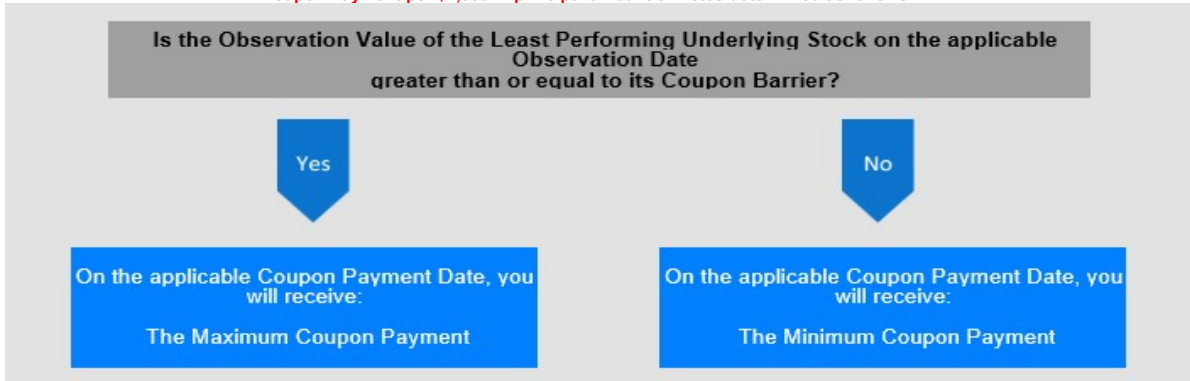 Is the Observation Value of the Least Performing Underlying Stock on the applicable
Observation Date
greater than or equal to its Coupon Barrier?
Yes
No
On the applicable Coupon Payment Date, you
will receive:
The Maximum Coupon Payment
On the applicable Coupon Payment Date, you
will receive:
The Minimum Coupon Payment